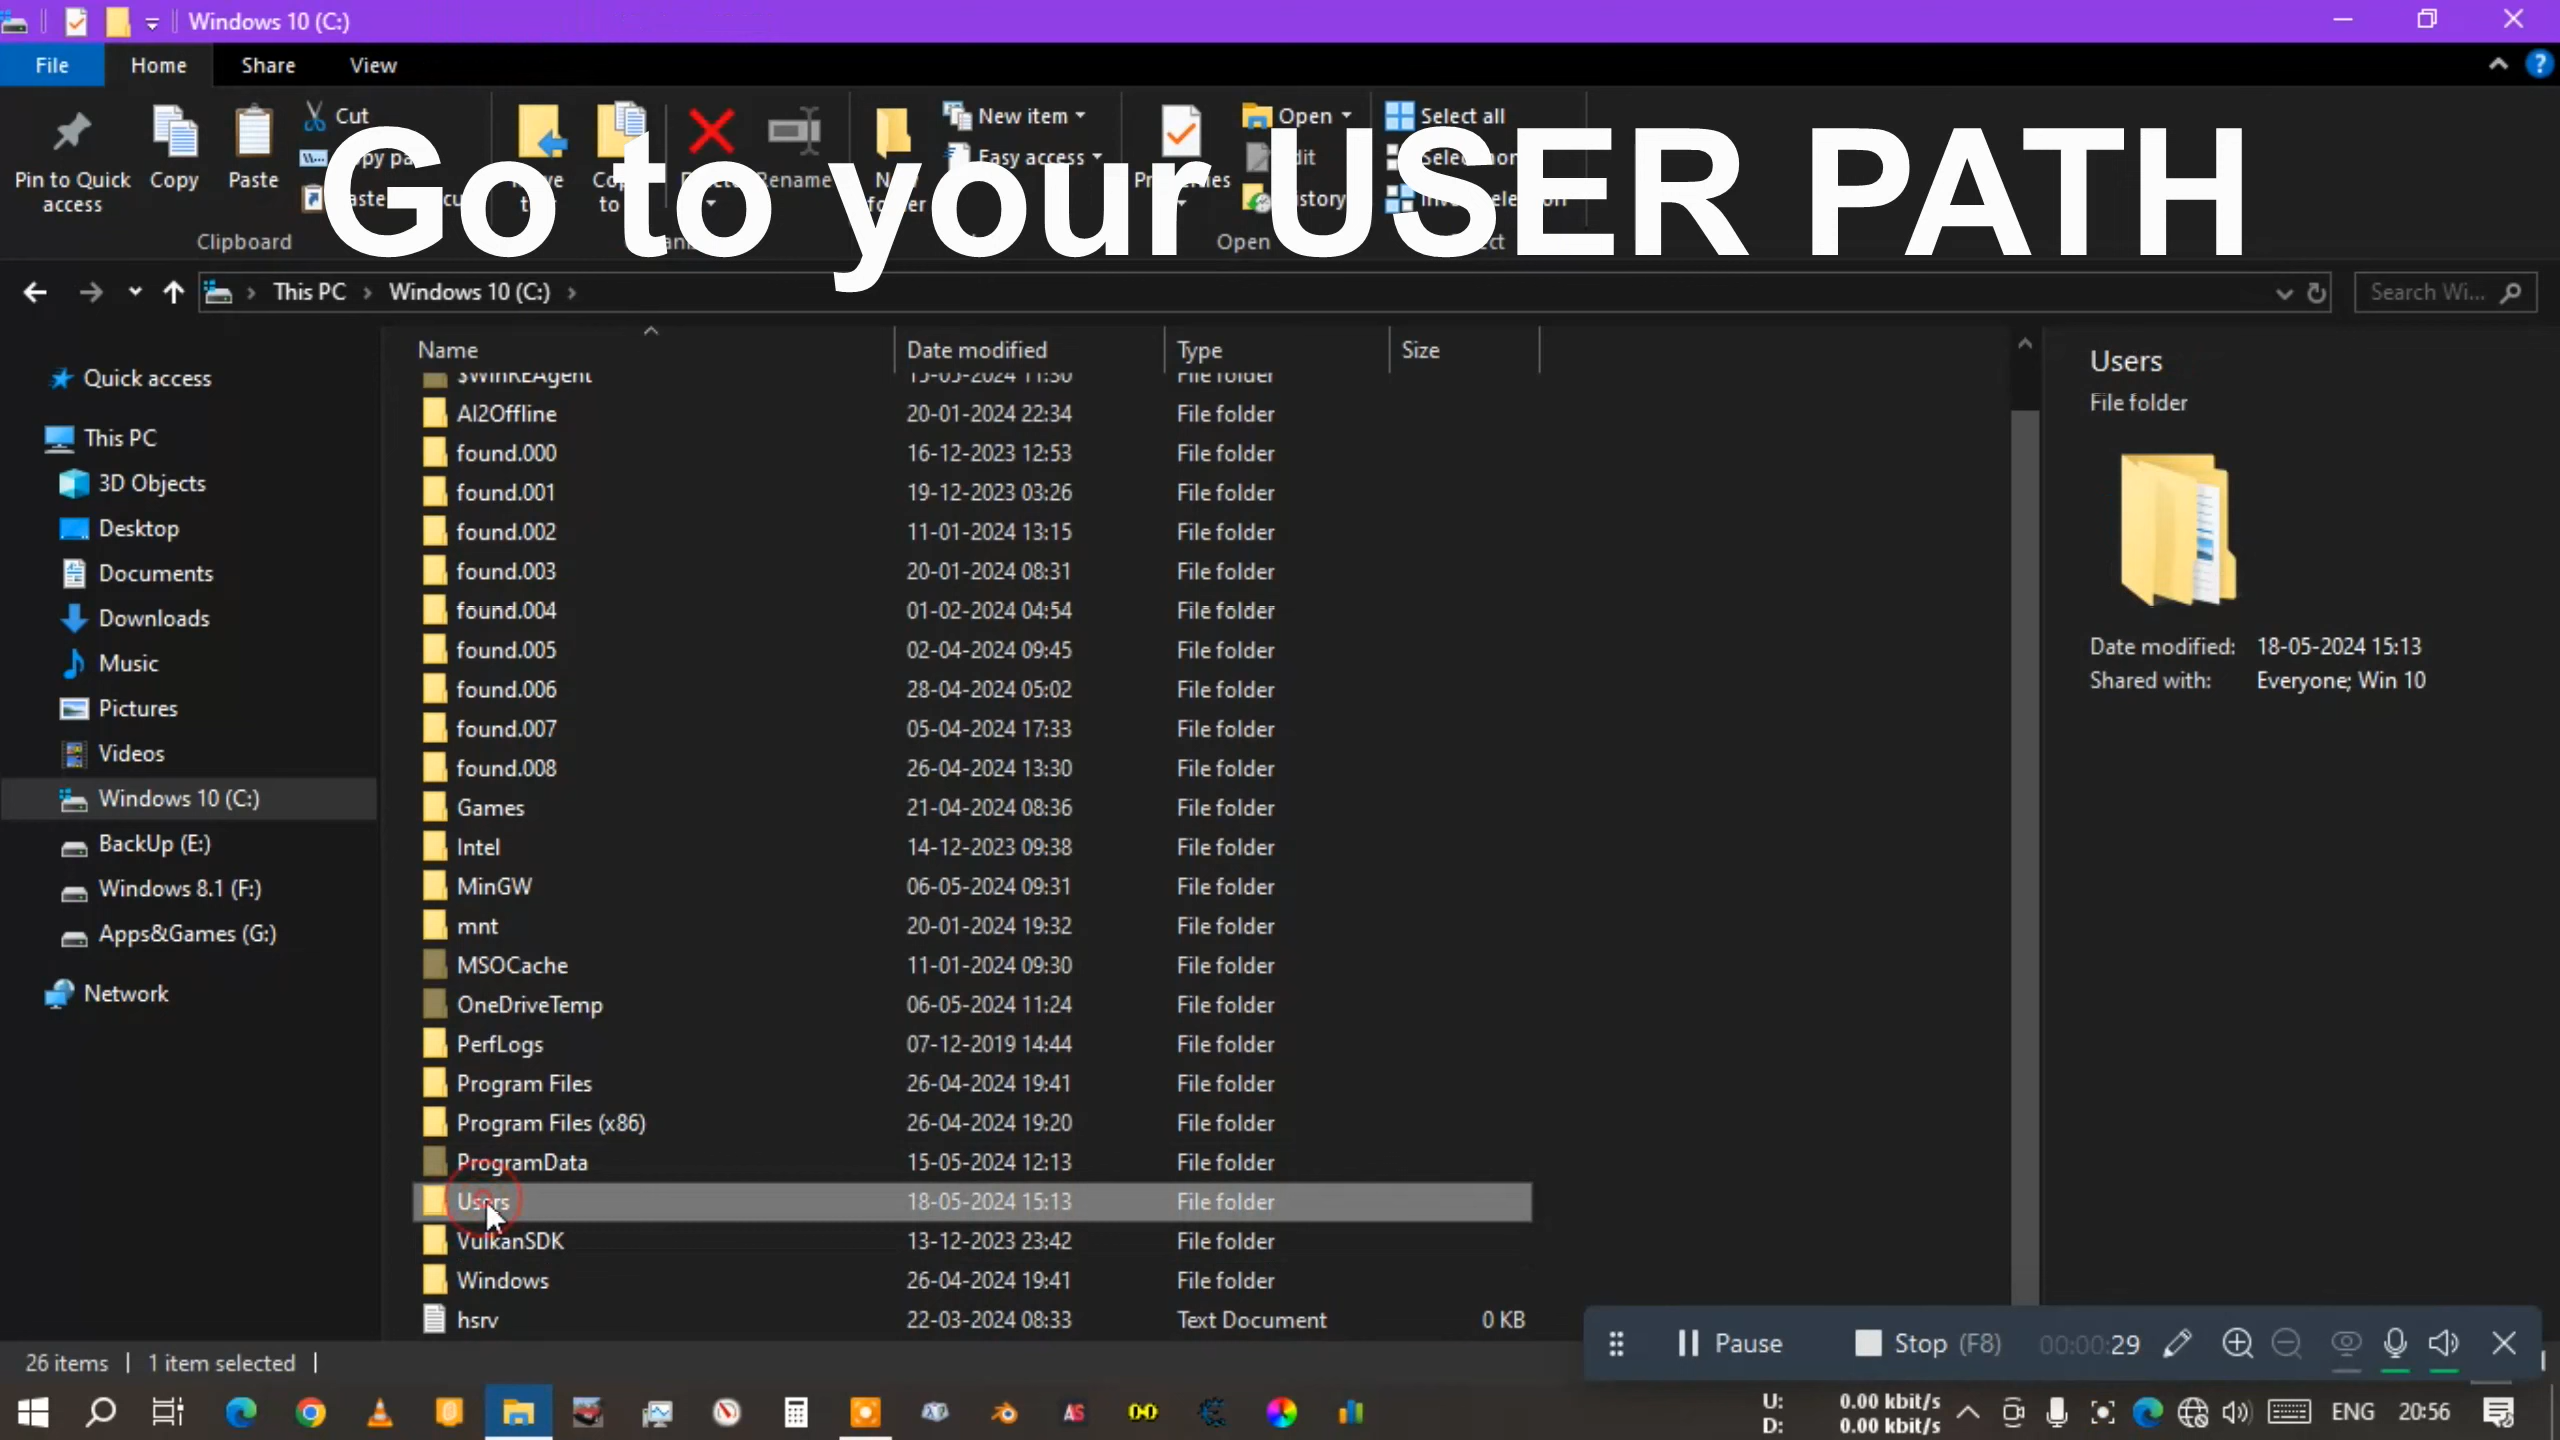 Windows 10 (C:)
File Home Share View
Pin to Quick access
Copy
Paste
Cut
New item
Easy access
Open
Select all
History
Clipboard
Open
Go to your USER PATH
This PC Windows 10 (C:)
Search Wi...
Name Date modified Type Size
Quick access
This PC
3D Objects
Desktop
Documents
Downloads
Music
Pictures
Videos
Windows 10 (C:)
BackUp (E:)
Windows 8.1 (F:)
Apps&Games (G:)
Network
$WinREAgent 15-05-2024 11:50 File folder
AI2Offline 20-01-2024 22:34 File folder
found.000 16-12-2023 12:53 File folder
found.001 19-12-2023 03:26 File folder
found.002 11-01-2024 13:15 File folder
found.003 20-01-2024 08:31 File folder
found.004 01-02-2024 04:54 File folder
found.005 02-04-2024 09:45 File folder
found.006 28-04-2024 05:02 File folder
found.007 05-04-2024 17:33 File folder
found.008 26-04-2024 13:30 File folder
Games 21-04-2024 08:36 File folder
Intel 14-12-2023 09:38 File folder
MinGW 06-05-2024 09:31 File folder
mnt 20-01-2024 19:32 File folder
MSOCache 11-01-2024 09:30 File folder
OneDriveTemp 06-05-2024 11:24 File folder
PerfLogs 07-12-2019 14:44 File folder
Program Files 26-04-2024 19:41 File folder
Program Files (x86) 26-04-2024 19:20 File folder
ProgramData 15-05-2024 12:13 File folder
Users 18-05-2024 15:13 File folder
VulkanSDK 13-12-2023 23:42 File folder
Windows 26-04-2024 19:41 File folder
hsrv 22-03-2024 08:33 Text Document 0 KB
Users
File folder
Date modified: 18-05-2024 15:13
Shared with: Everyone; Win 10
26 items 1 item selected
Pause Stop (F8) 00:00:29
U: 0.00 kbit/s
D: 0.00 kbit/s
ENG 20:56